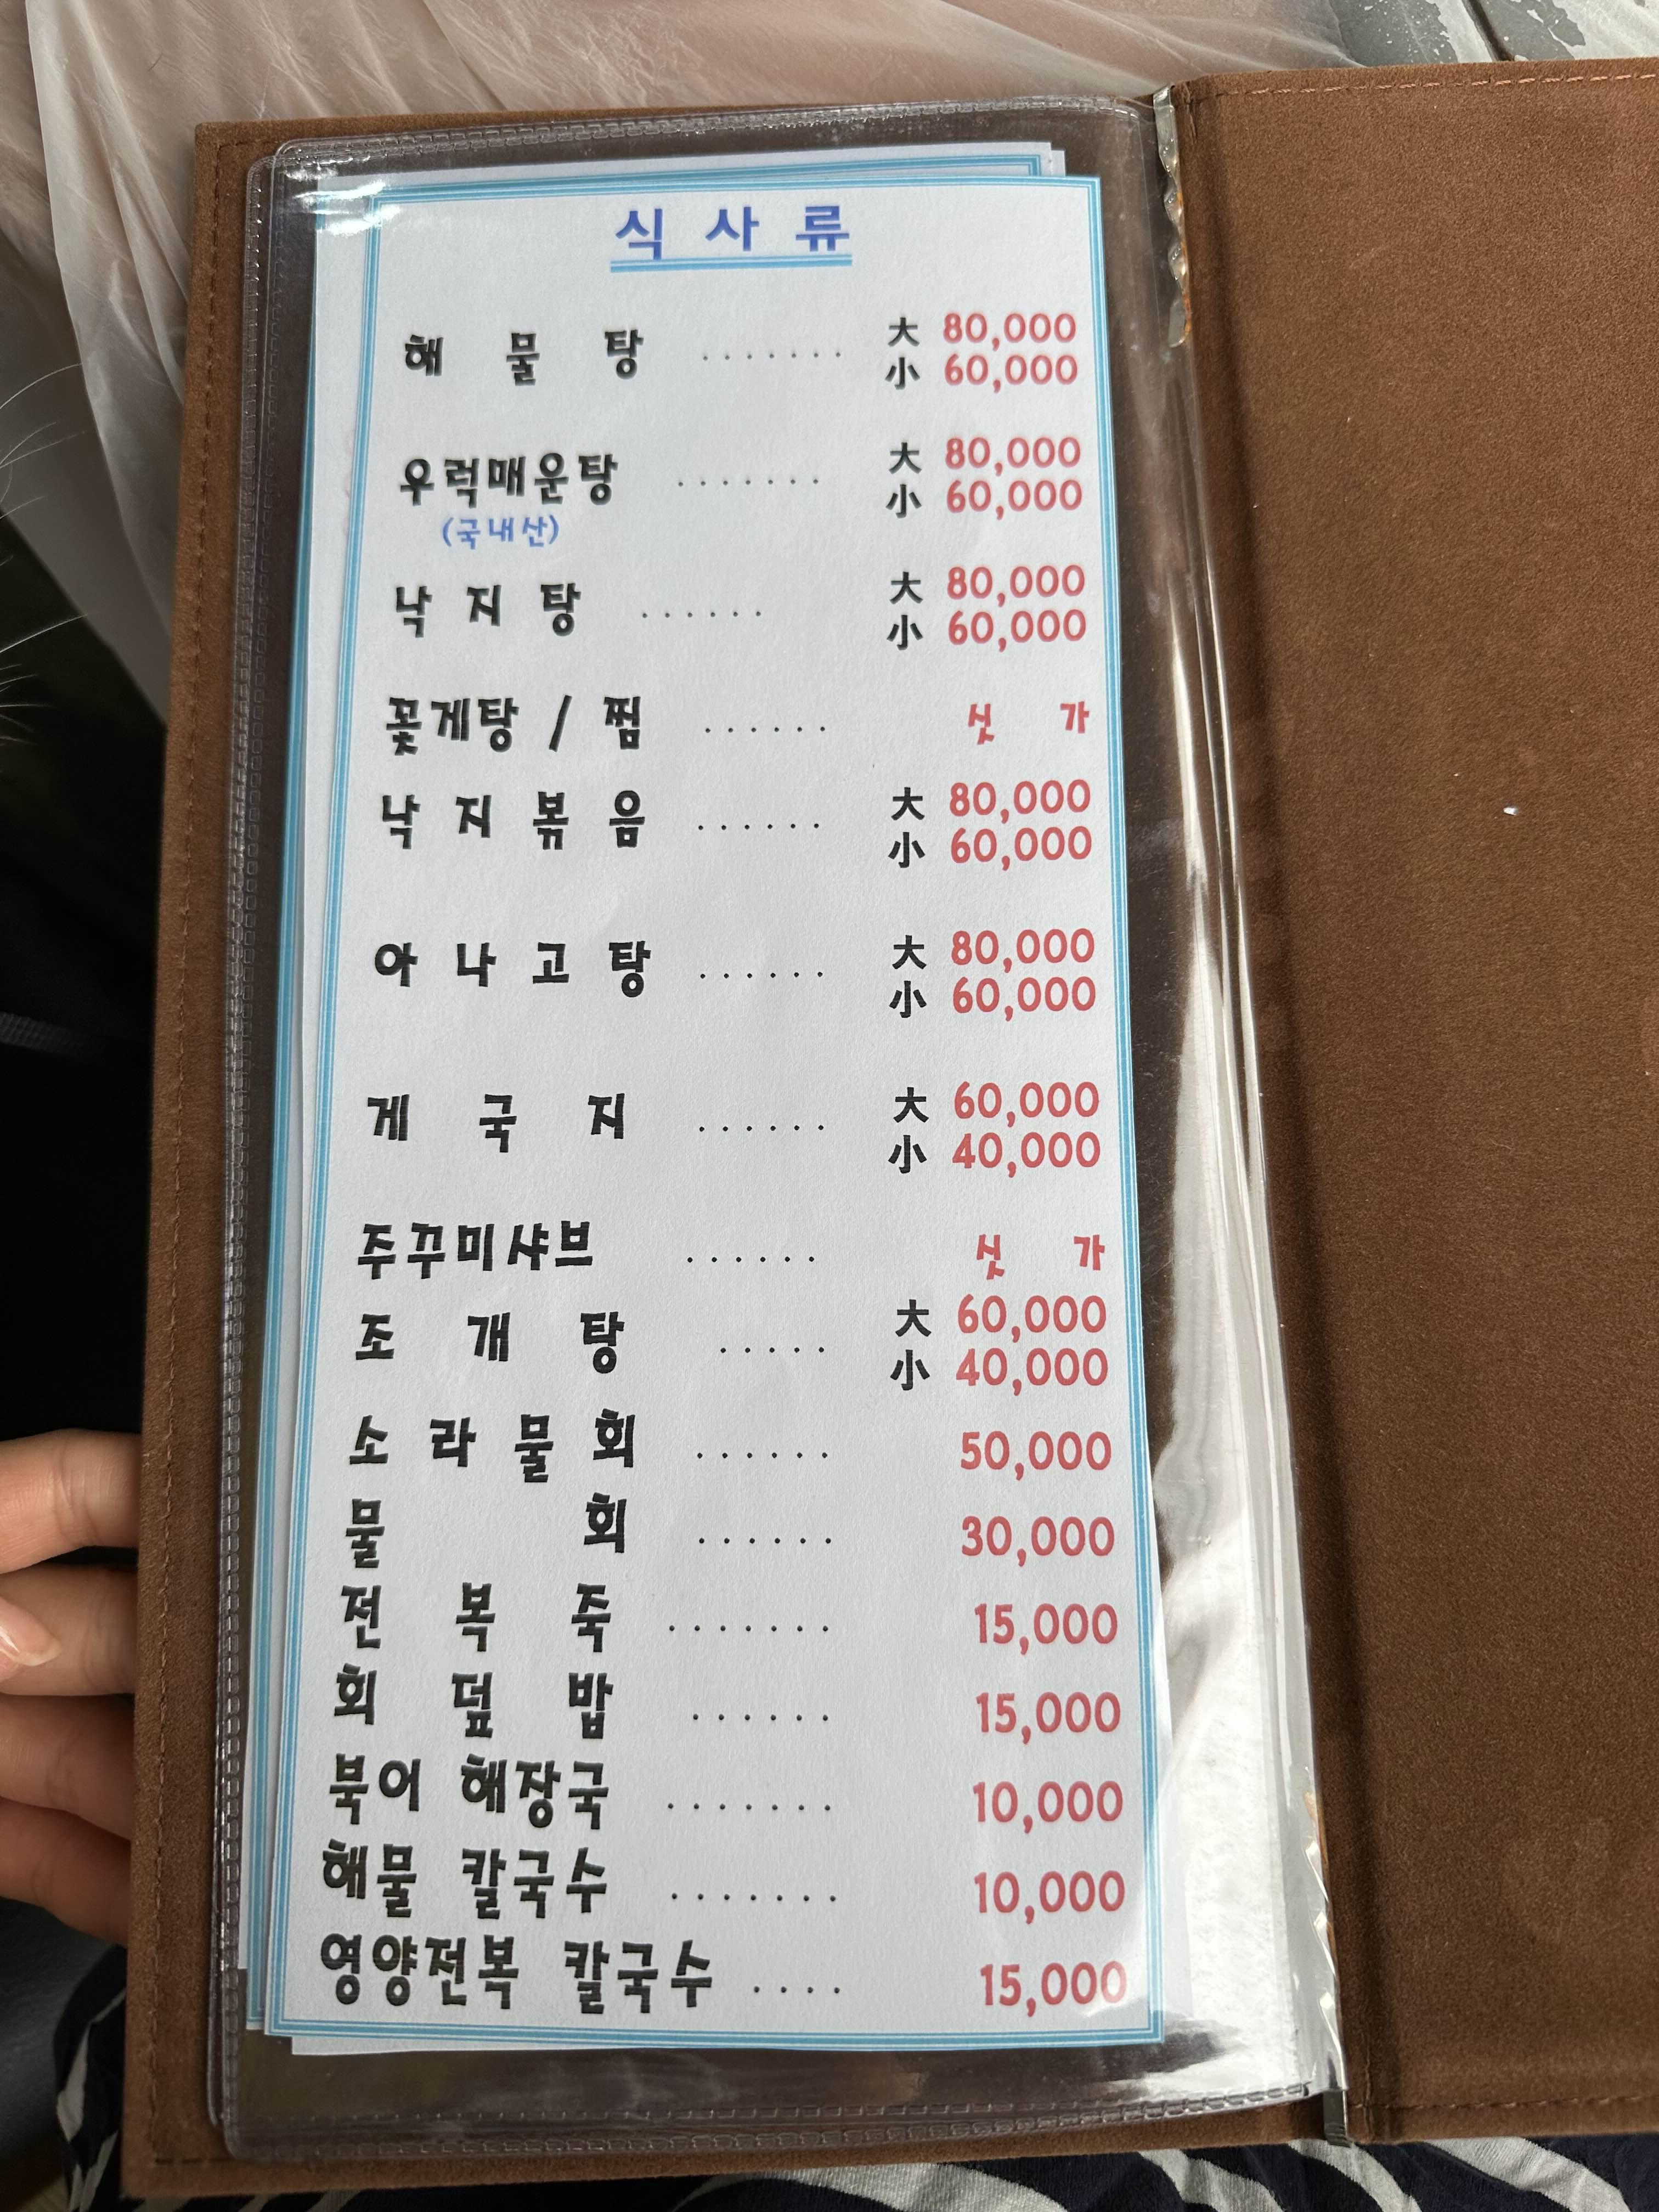 식 사 류
해 물 탕 ······· 大 80,000
小 60,000
우럭매운탕 ······· 大 80,000
小 60,000
(국내산)
낙 지 탕 ······ 大 80,000
小 60,000
꽃게탕 / 찜 ······ 싯 가
낙 지 볶 음 ······ 大 80,000
小 60,000
아 나 고 탕 ······ 大 80,000
小 60,000
게 국 지 ······ 大 60,000
小 40,000
주꾸미샤브 ······ 싯 가
조 개 탕 ····· 大 60,000
小 40,000
소 라 물 회 ······ 50,000
물 회 ······ 30,000
전 복 죽 ······· 15,000
회 덮 밥 ······ 15,000
북어 해장국 ······· 10,000
해물 칼국수 ······· 10,000
영양전복 칼국수 ···· 15,000